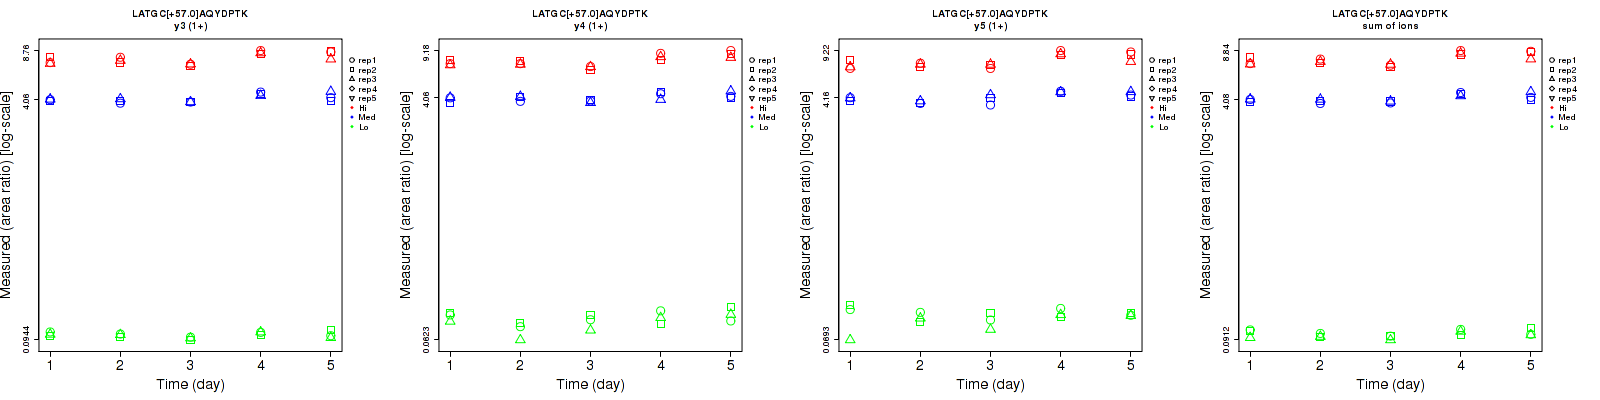 LATGC[+57.0]AQYDPTK
y3 (1+)
Measured (area ratio) [log-scale]
8.76
4.06
0.0944
1 2 3 4 5
Time (day)
rep1
rep2
rep3
rep4
rep5
Hi
Med
Lo
LATGC[+57.0]AQYDPTK
y4 (1+)
Measured (area ratio) [log-scale]
9.18
4.06
0.0623
1 2 3 4 5
Time (day)
rep1
rep2
rep3
rep4
rep5
Hi
Med
Lo
LATGC[+57.0]AQYDPTK
y5 (1+)
Measured (area ratio) [log-scale]
9.22
4.16
0.0693
1 2 3 4 5
Time (day)
rep1
rep2
rep3
rep4
rep5
Hi
Med
Lo
LATGC[+57.0]AQYDPTK
sum of ions
Measured (area ratio) [log-scale]
8.84
4.08
0.0912
1 2 3 4 5
Time (day)
rep1
rep2
rep3
rep4
rep5
Hi
Med
Lo